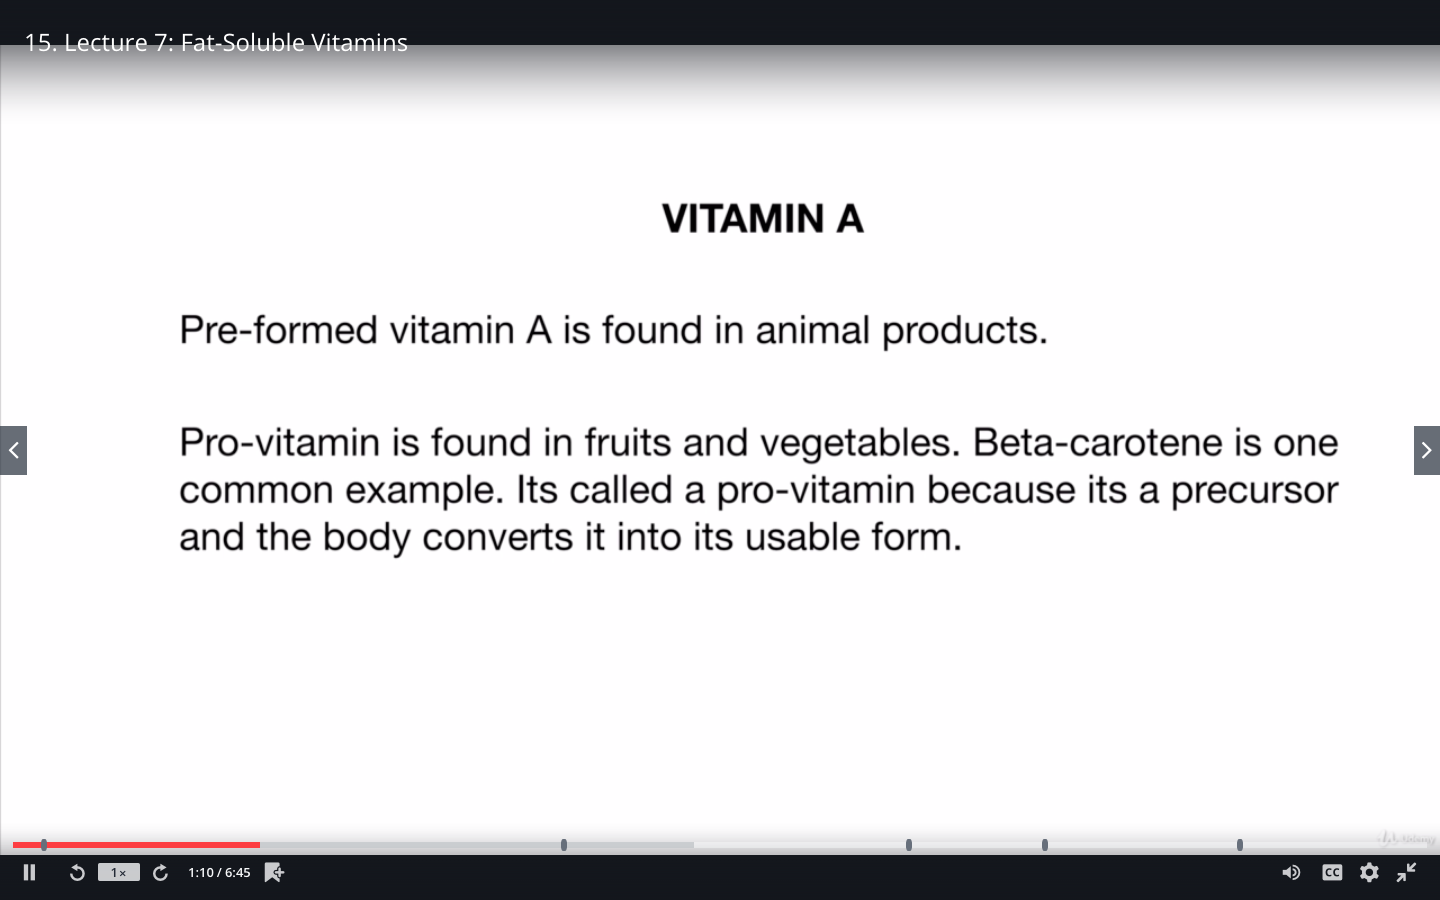 15. Lecture 7: Fat-Soluble Vitamins
VITAMIN A
Pre-formed vitamin A is found in animal products.
Pro-vitamin is found in fruits and vegetables. Beta-carotene is one
common example. Its called a pro-vitamin because its a precursor
and the body converts it into its usable form.
Udemy
1×
1:10 / 6:45
CC